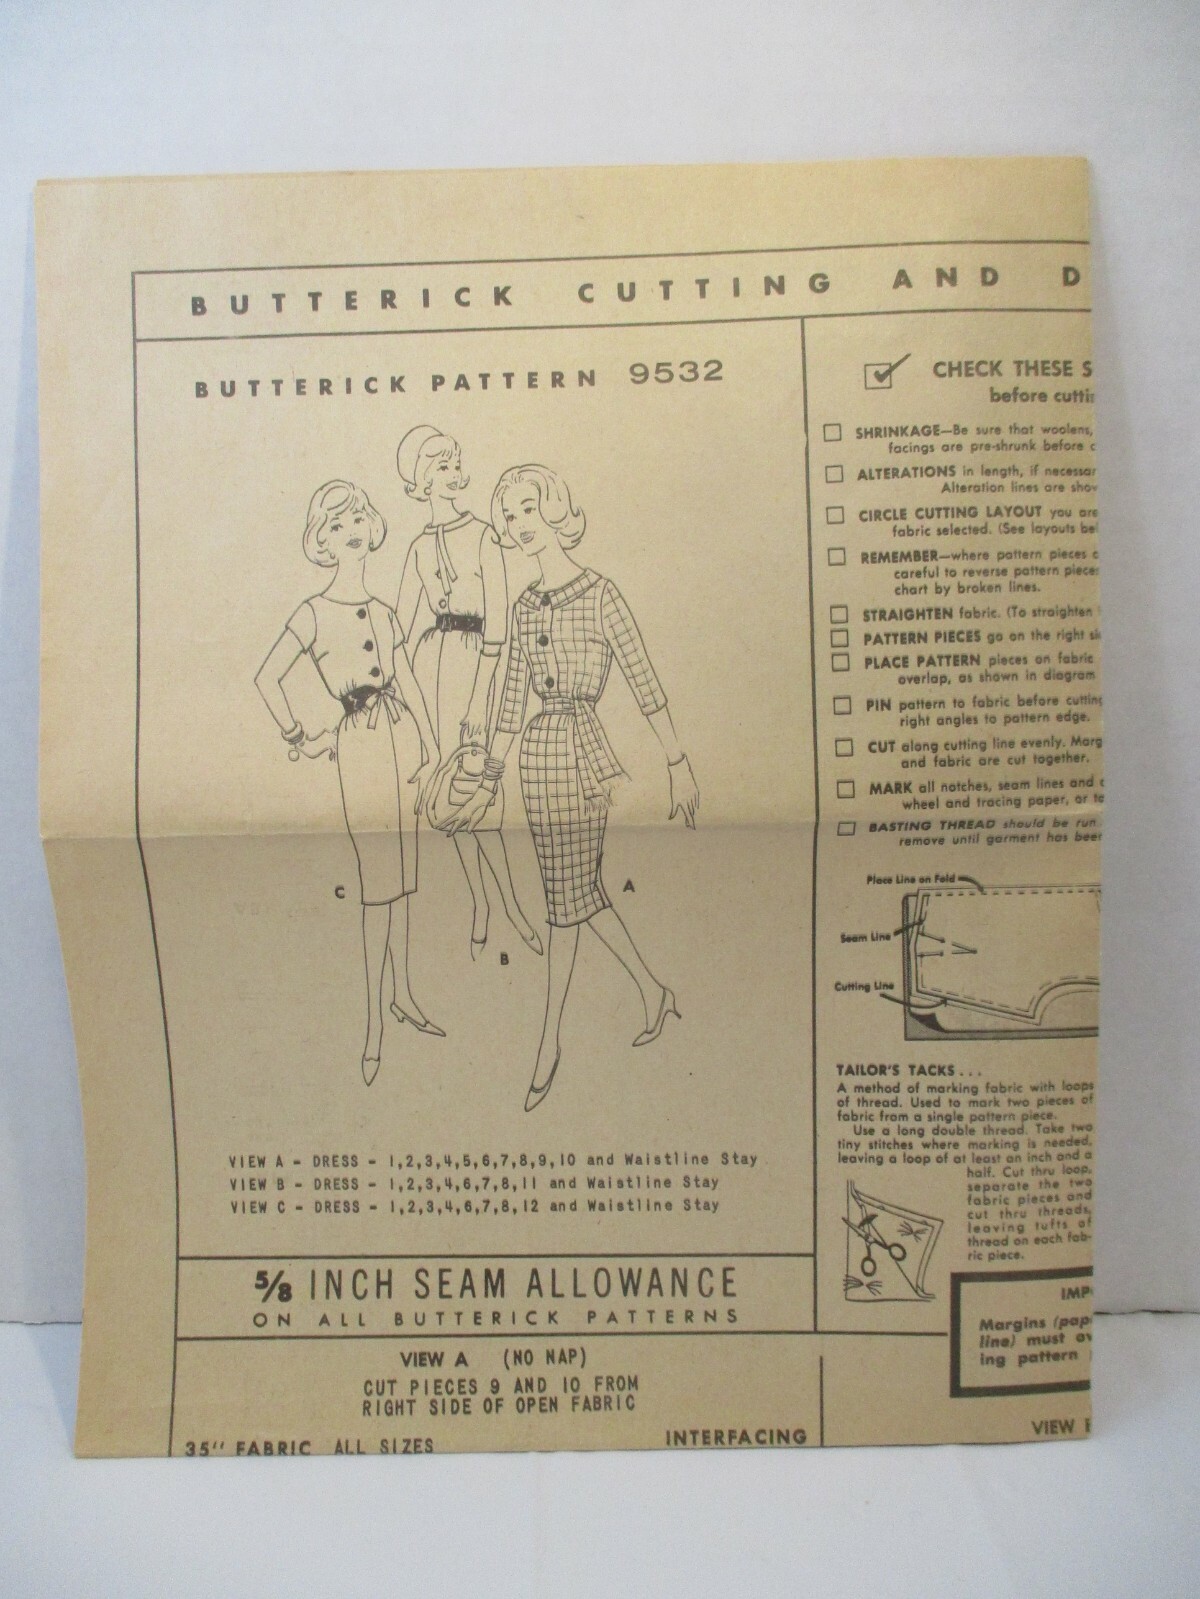 BUTTERICK CUTTING AND D
BUTTERICK PATTERN 9532
C
B
A
VIEW A - DRESS - 1,2,3,4,5,6,7,8,9,10 and Waistline Stay
VIEW B - DRESS - 1,2,3,4,6,7,8,11 and Waistline Stay
VIEW C - DRESS - 1,2,3,4,6,7,8,12 and Waistline Stay
5/8 INCH SEAM ALLOWANCE
ON ALL BUTTERICK PATTERNS
VIEW A (NO NAP)
CUT PIECES 9 AND 10 FROM
RIGHT SIDE OF OPEN FABRIC
35" FABRIC ALL SIZES
INTERFACING
CHECK THESE S
before cuttin
SHRINKAGE—Be sure that woolens,
facings are pre-shrunk before c
ALTERATIONS in length, if necessar
Alteration lines are show
CIRCLE CUTTING LAYOUT you are
fabric selected. (See layouts bel
REMEMBER—where pattern pieces c
careful to reverse pattern pieces
chart by broken lines.
STRAIGHTEN fabric. (To straighten
PATTERN PIECES go on the right si
PLACE PATTERN pieces on fabric
overlap, as shown in diagram
PIN pattern to fabric before cutting
right angles to pattern edge.
CUT along cutting line evenly. Marg
and fabric are cut together.
MARK all notches, seam lines and
wheel and tracing paper, or ta
BASTING THREAD should be run
remove until garment has been
Place Line on Fold
Seam Line
Cutting Line
TAILOR'S TACKS...
A method of marking fabric with loops
of thread. Used to mark two pieces of
fabric from a single pattern piece.
Use a long double thread. Take two
tiny stitches where marking is needed,
leaving a loop of at least an inch and a
half. Cut thru loop,
separate the two
fabric pieces and
cut thru threads,
leaving tufts of
thread on each fab-
ric piece.
IMP
Margins (pap
line) must ov
ing pattern
VIEW